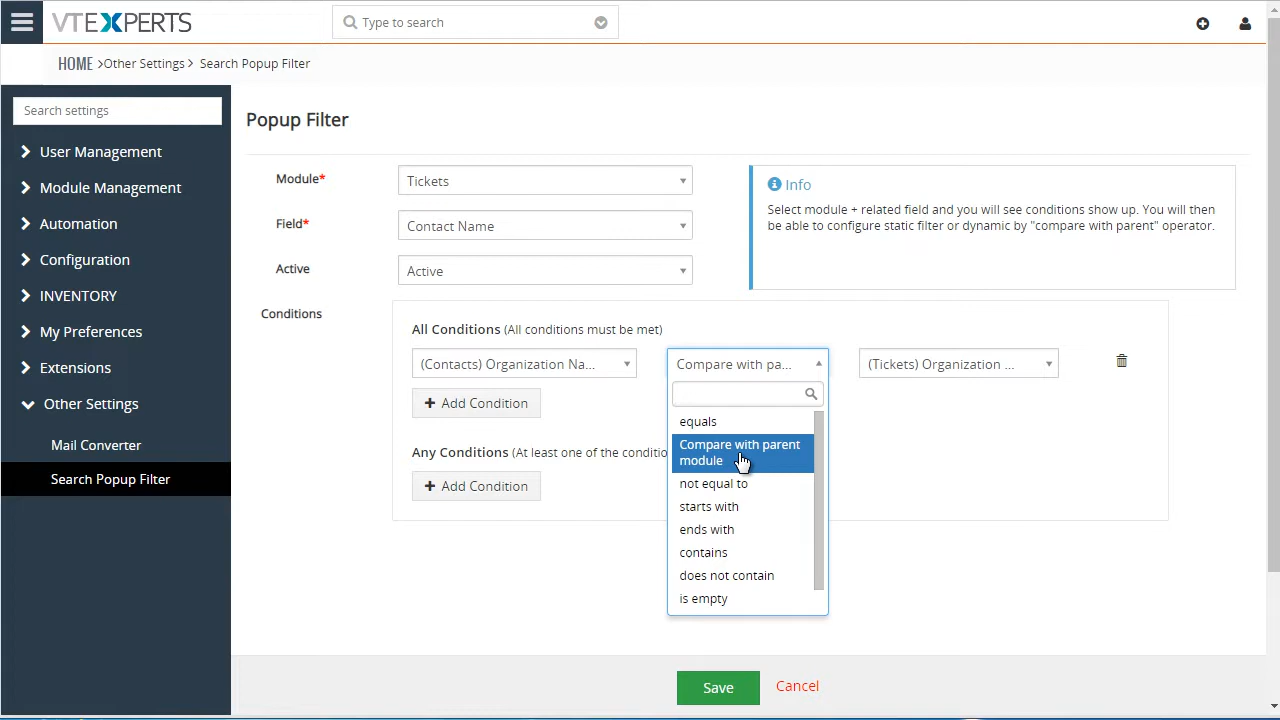 VTEXPERTS
Type to search
HOME >Other Settings> Search Popup Filter
Search settings
User Management
Module Management
Automation
Configuration
INVENTORY
My Preferences
Extensions
Other Settings
Mail Converter
Search Popup Filter
Popup Filter
Module*
Tickets
Field*
Contact Name
Active
Active
Info
Select module + related field and you will see conditions show up. You will then
be able to configure static filter or dynamic by "compare with parent" operator.
Conditions
All Conditions (All conditions must be met)
(Contacts) Organization Na...
Compare with pa...
(Tickets) Organization ...
+ Add Condition
Any Conditions (At least one of the conditio
+ Add Condition
equals
Compare with parent
module
not equal to
starts with
ends with
contains
does not contain
is empty
Save
Cancel